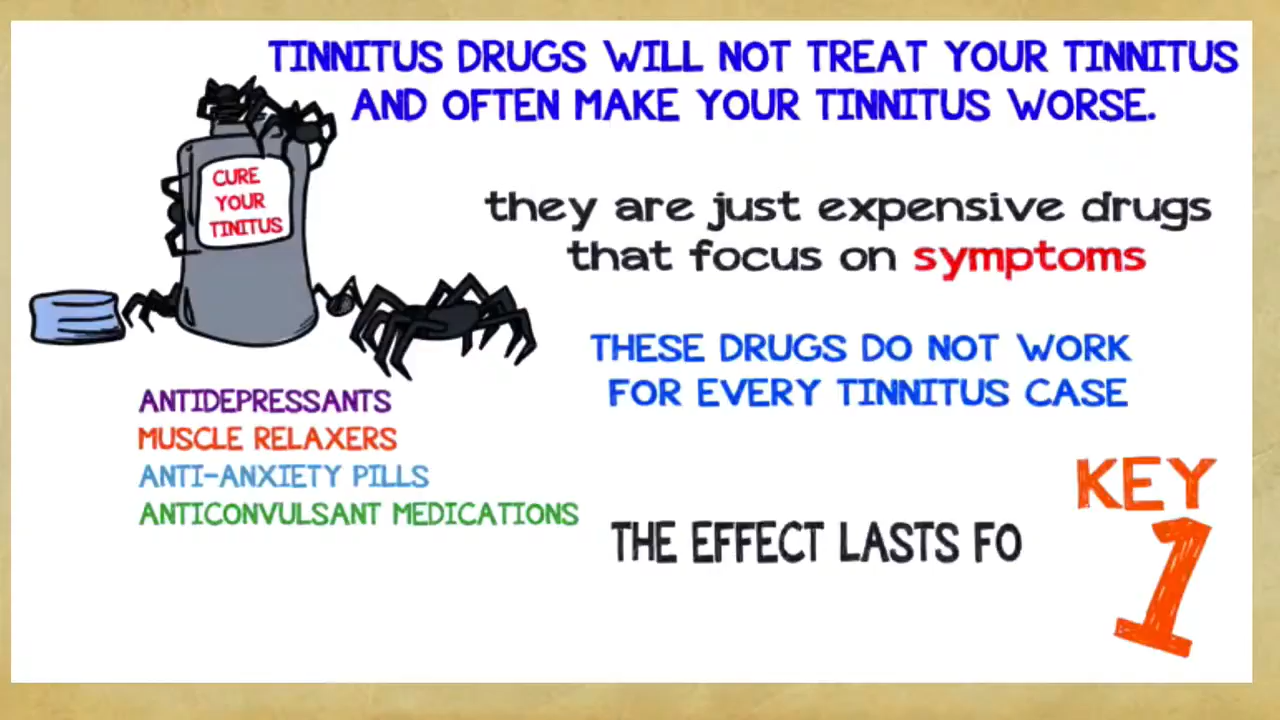 TINNITUS DRUGS WILL NOT TREAT YOUR TINNITUS
AND OFTEN MAKE YOUR TINNITUS WORSE.
CURE
YOUR
TINITUS
they are just expensive drugs
that focus on symptoms
THESE DRUGS DO NOT WORK
FOR EVERY TINNITUS CASE
ANTIDEPRESSANTS
MUSCLE RELAXERS
ANTI-ANXIETY PILLS
ANTICONVULSANT MEDICATIONS
THE EFFECT LASTS FO
KEY
1